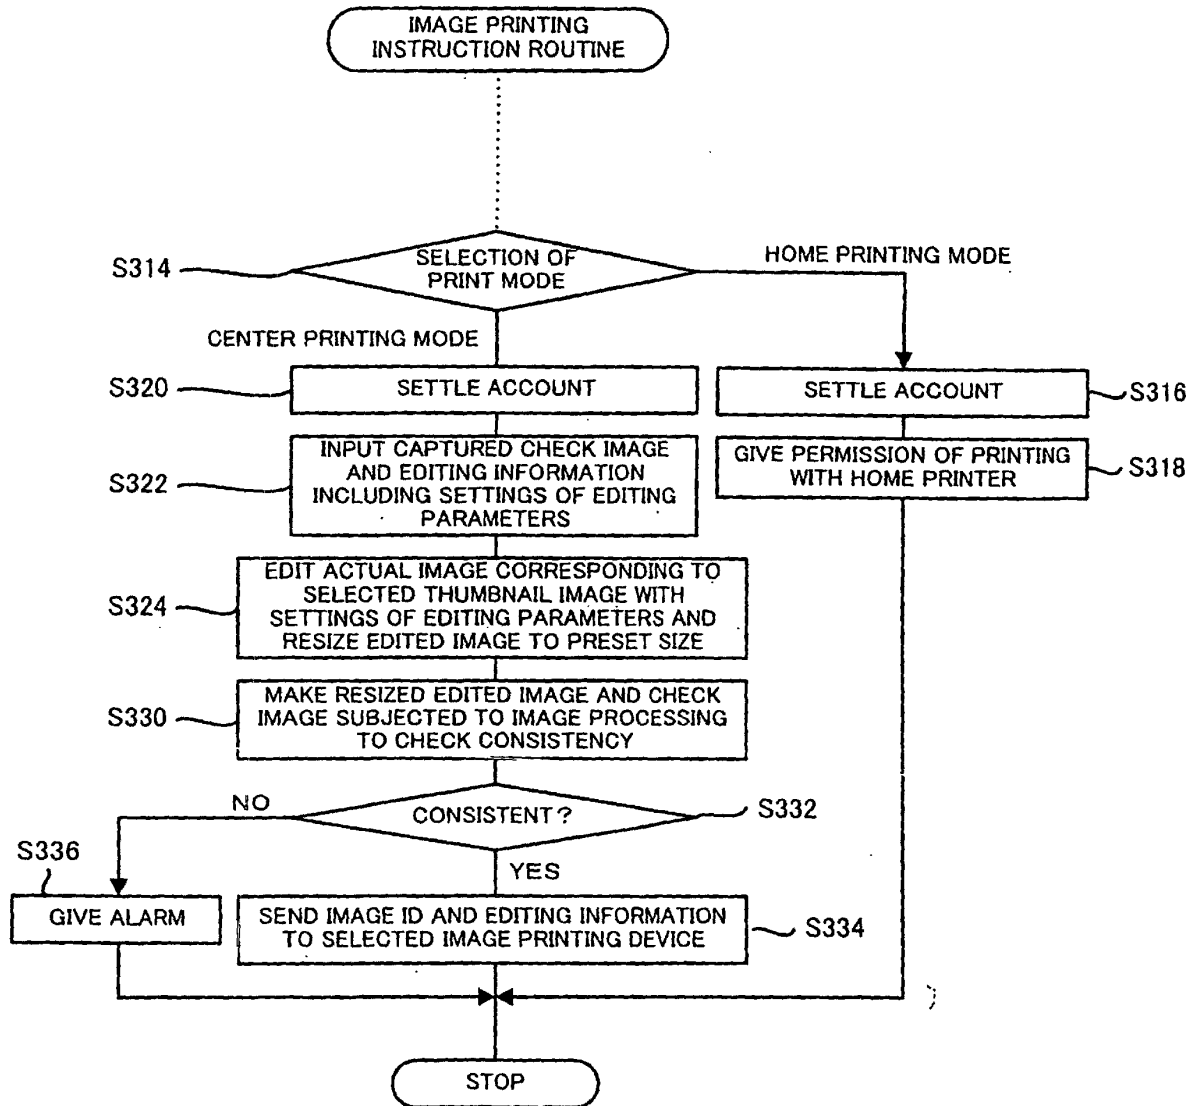 IMAGE PRINTING
INSTRUCTION ROUTINE
S314
SELECTION OF
PRINT MODE
HOME PRINTING MODE
CENTER PRINTING MODE
S320
SETTLE ACCOUNT
SETTLE ACCOUNT
S316
S322
INPUT CAPTURED CHECK IMAGE
AND EDITING INFORMATION
INCLUDING SETTINGS OF EDITING
PARAMETERS
GIVE PERMISSION OF PRINTING
WITH HOME PRINTER
S318
S324
EDIT ACTUAL IMAGE CORRESPONDING TO
SELECTED THUMBNAIL IMAGE WITH
SETTINGS OF EDITING PARAMETERS AND
RESIZE EDITED IMAGE TO PRESET SIZE
S330
MAKE RESIZED EDITED IMAGE AND CHECK
IMAGE SUBJECTED TO IMAGE PROCESSING
TO CHECK CONSISTENCY
NO
CONSISTENT?
S332
YES
S336
GIVE ALARM
SEND IMAGE ID AND EDITING INFORMATION
TO SELECTED IMAGE PRINTING DEVICE
S334
STOP